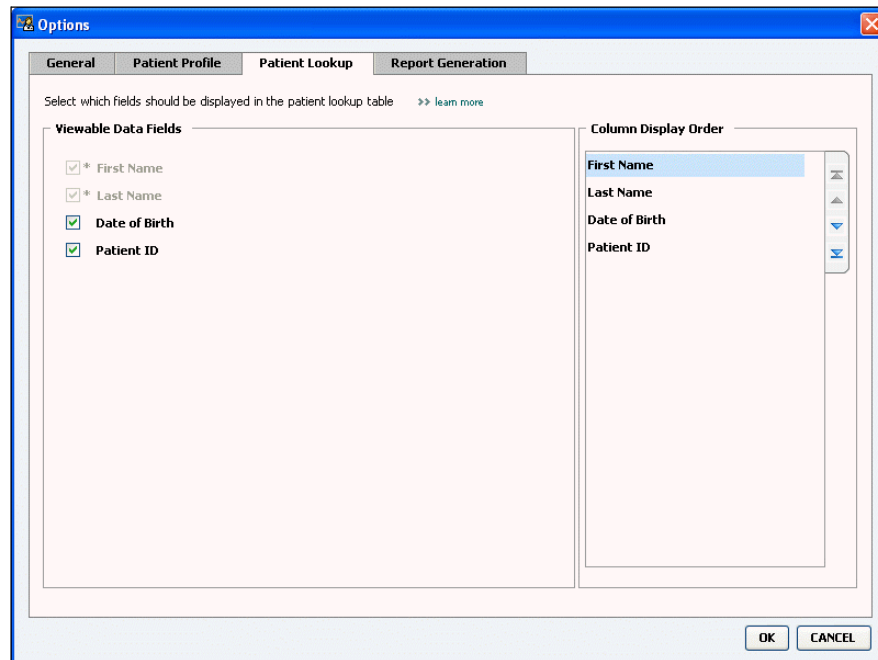 Options
General Patient Profile Patient Lookup Report Generation
Select which fields should be displayed in the patient lookup table >> learn more
Viewable Data Fields
* First Name
* Last Name
Date of Birth
Patient ID
Column Display Order
First Name
Last Name
Date of Birth
Patient ID
OK CANCEL